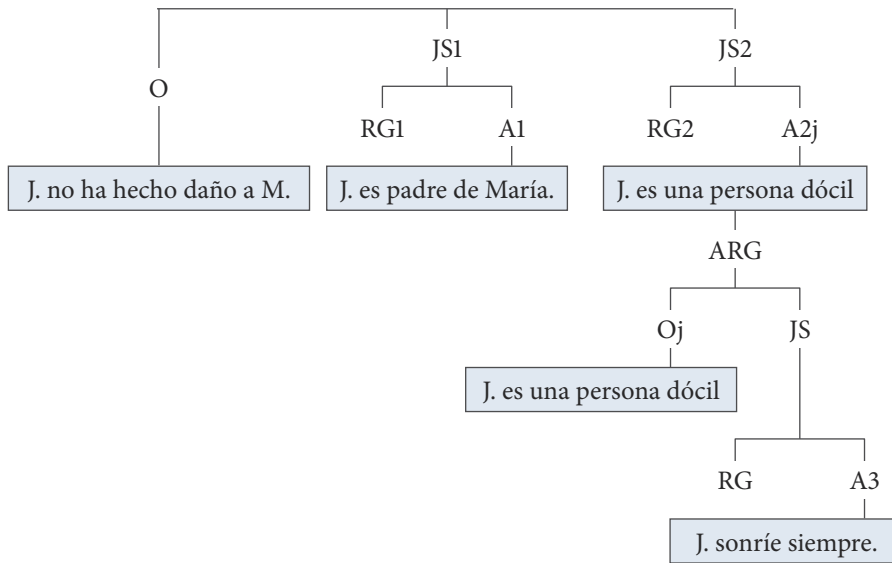 JS1 JS2
O
RG1 A1 RG2 A2j
J. no ha hecho daño a M. J. es padre de María. J. es una persona dócil
ARG
Oj JS
J. es una persona dócil
RG A3
J. sonríe siempre.